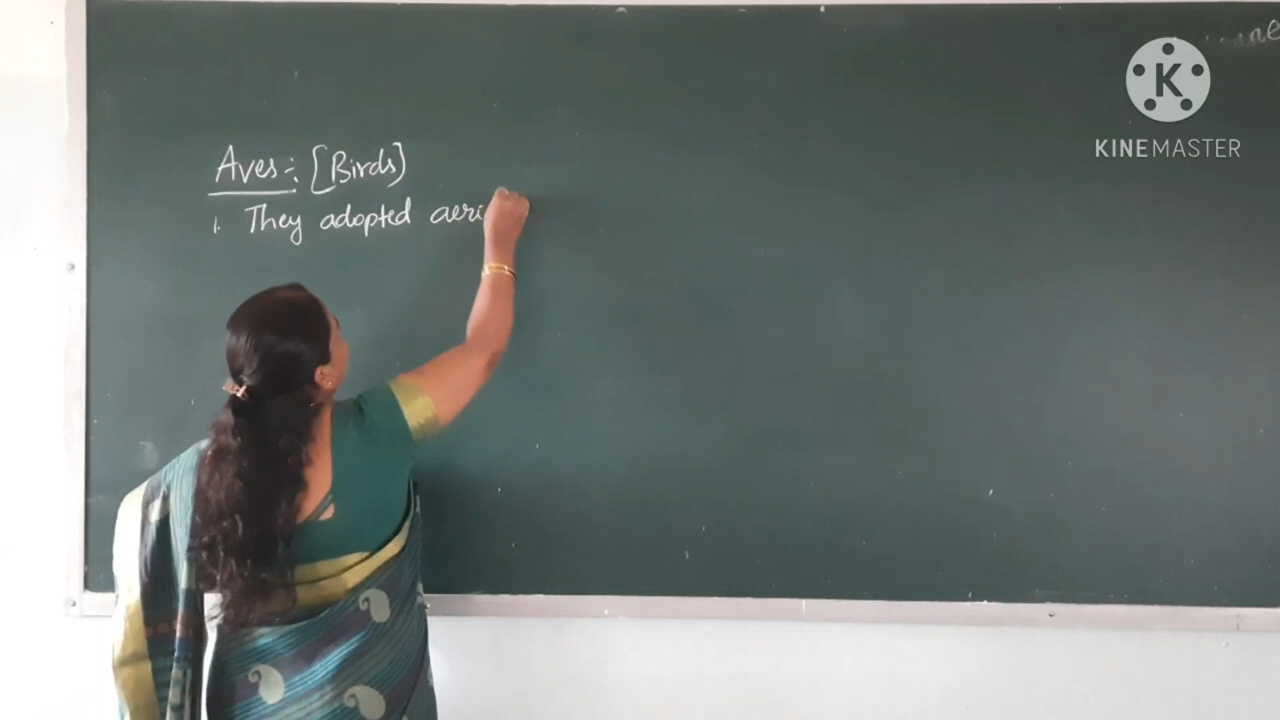 Aves :- [Birds]
1. They adopted aeri
K
KINEMASTER